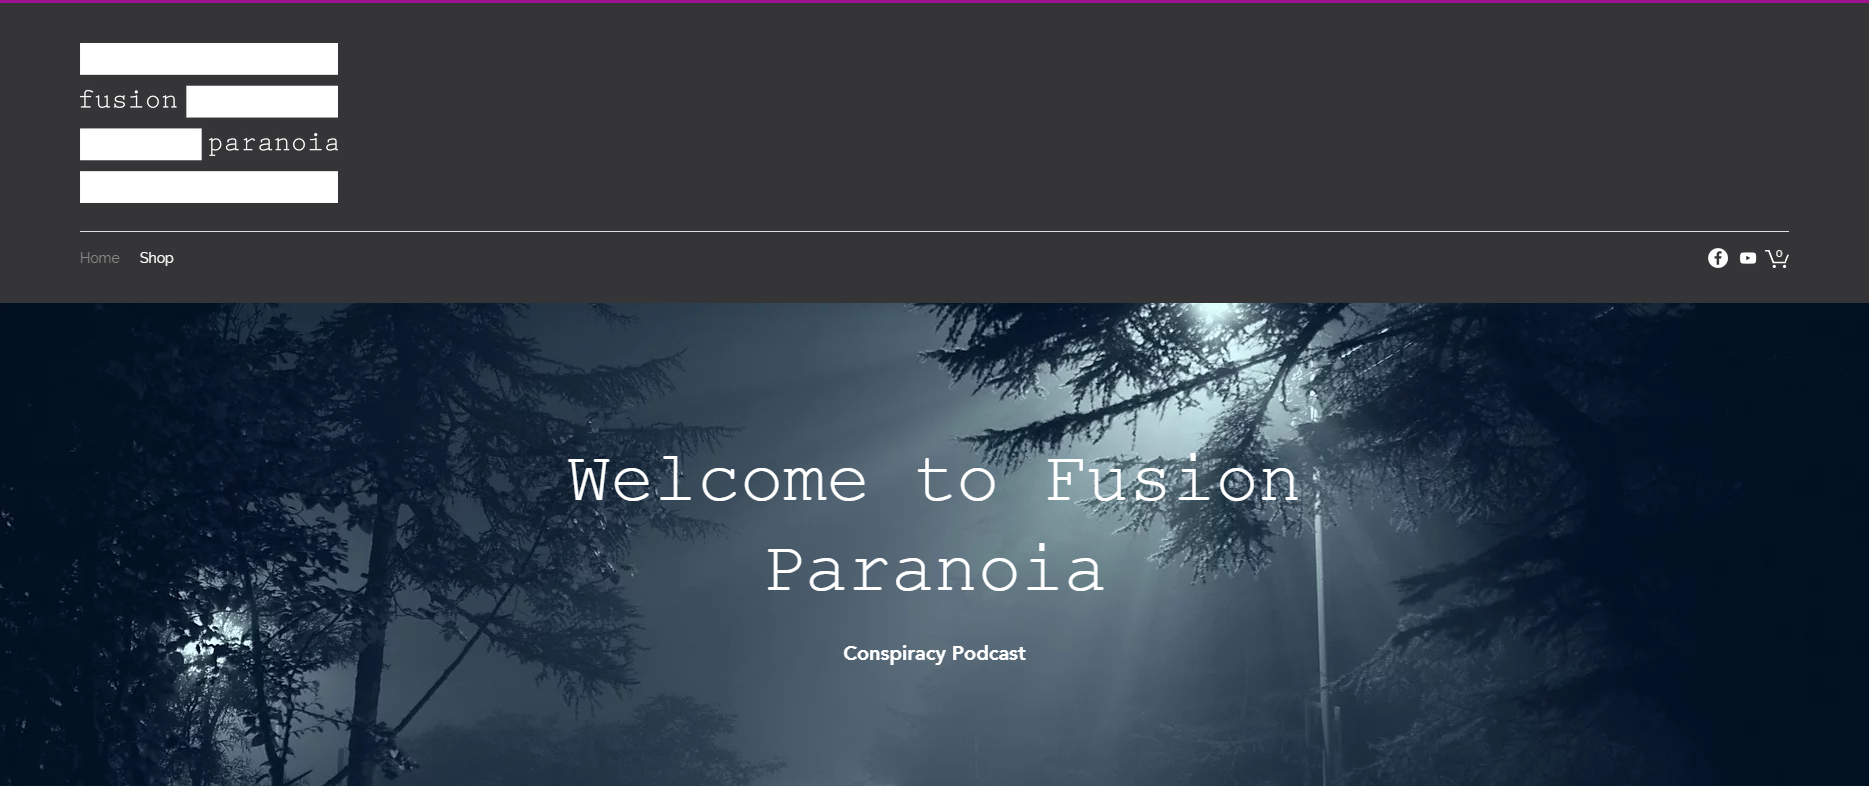 fusion
paranoia
Home Shop 0
Welcome to Fusion
Paranoia
Conspiracy Podcast